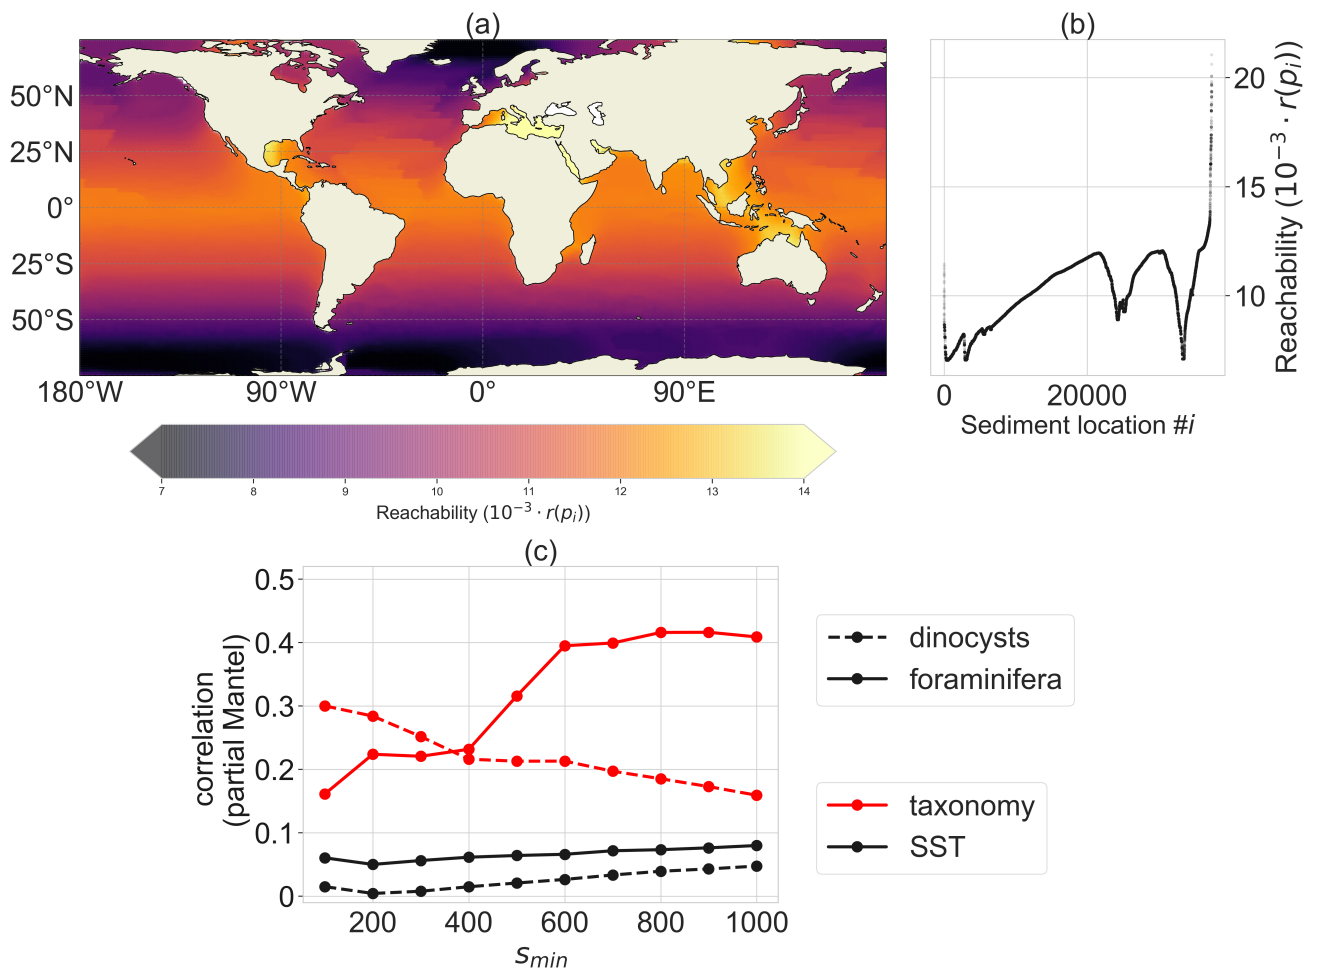 (a)
50°N
25°N
0°
25°S
50°S
180°W 90°W 0° 90°E
7 8 9 10 11 12 13 14
Reachability (10⁻³ · r(pᵢ))
(b)
20
15
10
Reachability (10⁻³ · r(pᵢ))
0 20000
Sediment location #i
(c)
0.5
0.4
0.3
0.2
0.1
0
correlation
(partial Mantel)
200 400 600 800 1000
s_min
dinocysts
foraminifera
taxonomy
SST